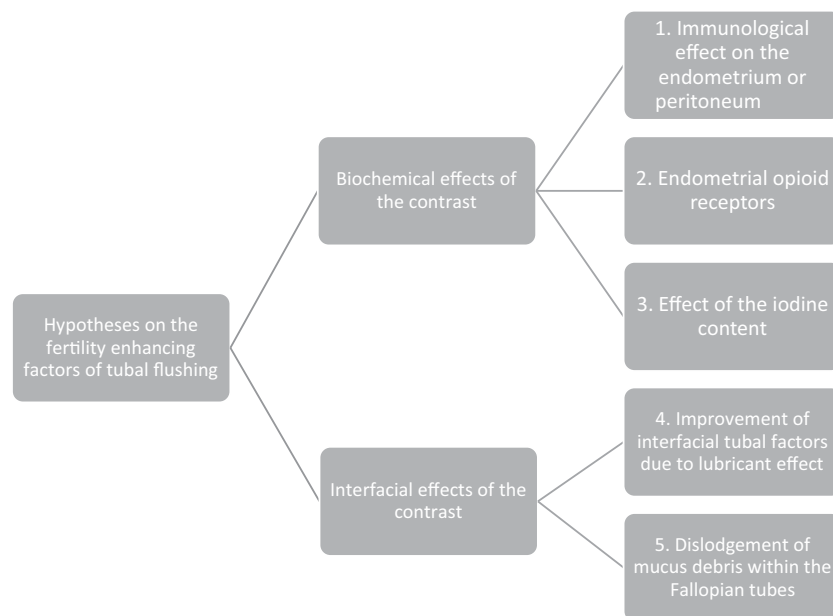 Hypotheses on the
fertility enhancing
factors of tubal flushing
Biochemical effects of
the contrast
1. Immunological
effect on the
endometrium or
peritoneum
2. Endometrial opioid
receptors
3. Effect of the iodine
content
Interfacial effects of the
contrast
4. Improvement of
interfacial tubal factors
due to lubricant effect
5. Dislodgement of
mucus debris within the
Fallopian tubes